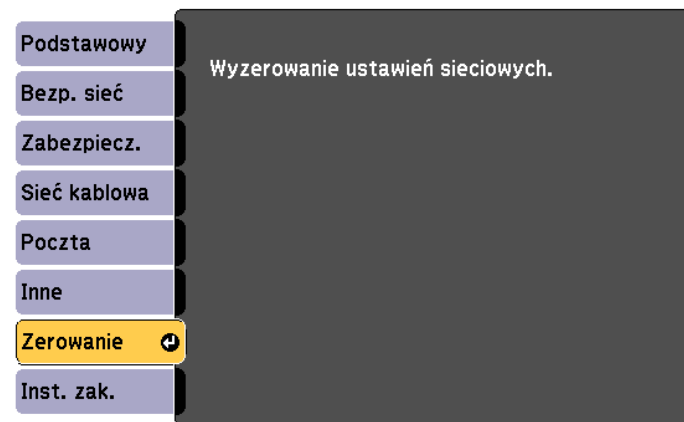 Podstawowy
Bezp. sieć
Zabezpiecz.
Sieć kablowa
Poczta
Inne
Zerowanie
Inst. zak.
Wyzerowanie ustawień sieciowych.